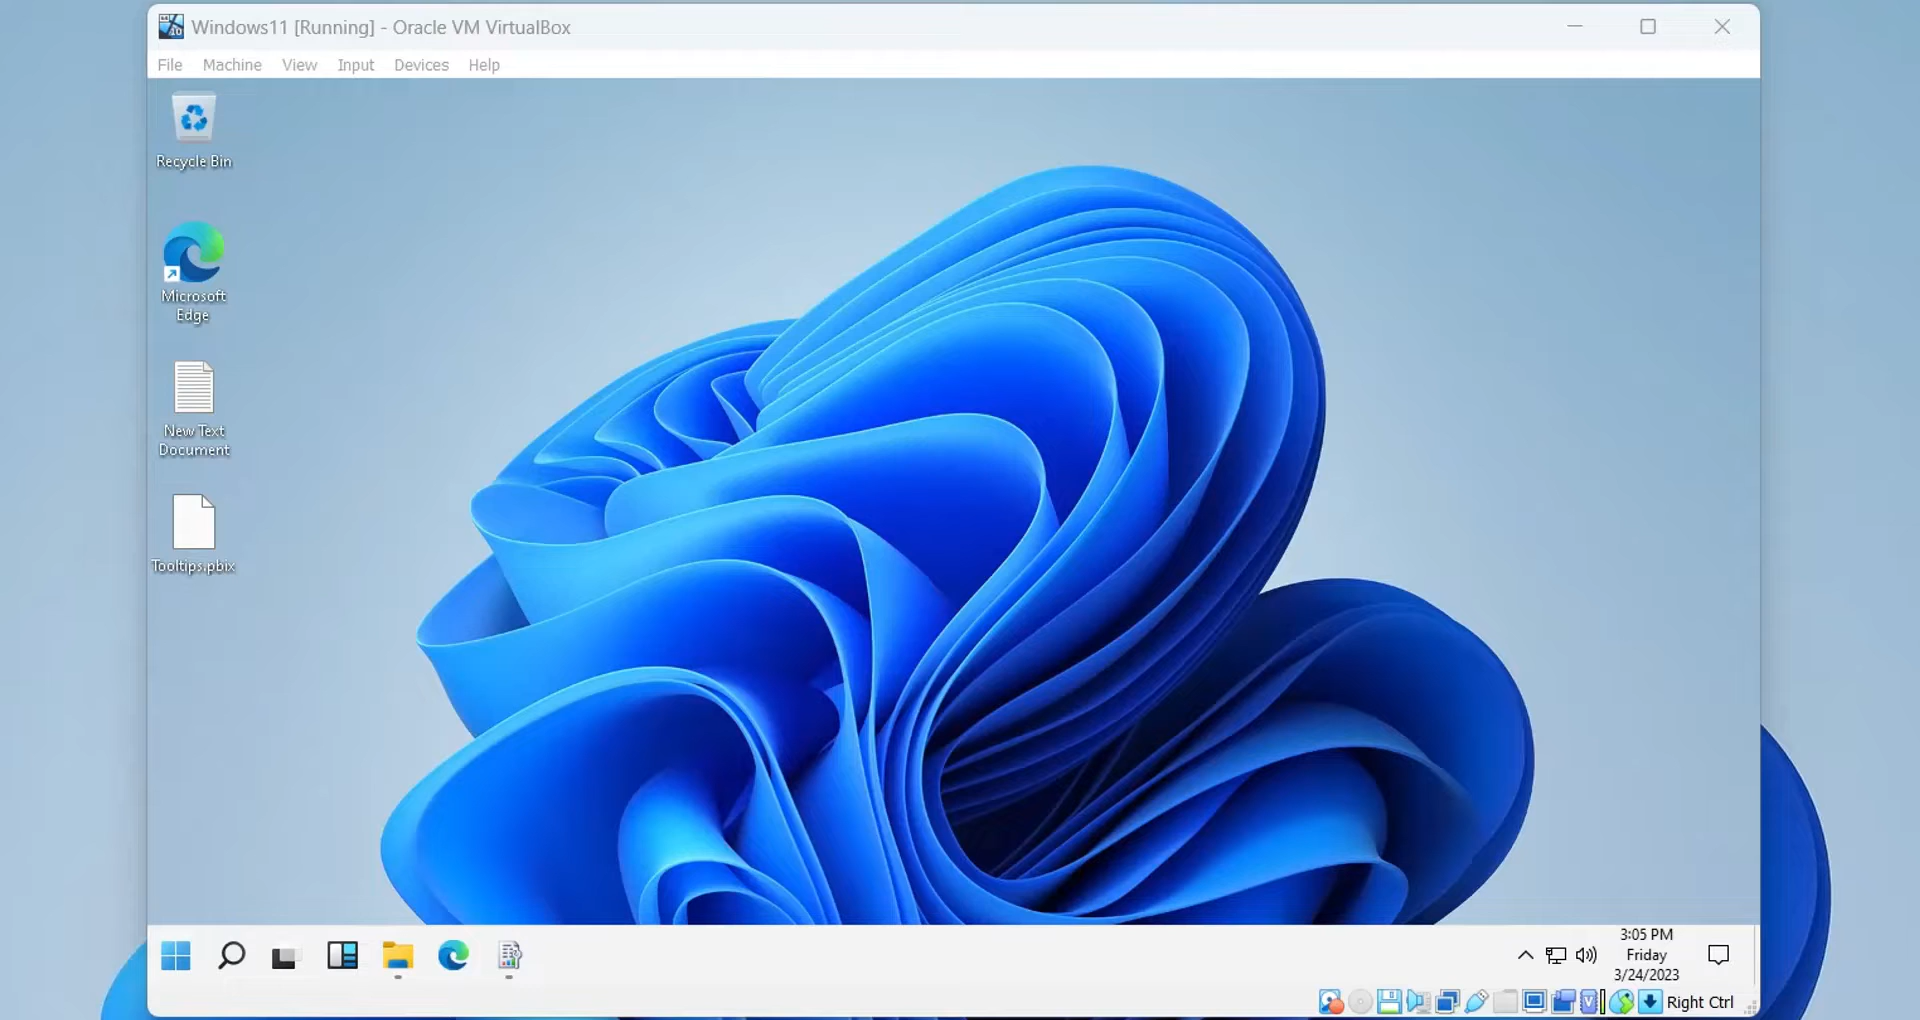 Windows11 [Running] - Oracle VM VirtualBox
File Machine View Input Devices Help
Recycle Bin
Microsoft
Edge
New Text
Document
Tooltips.pbix
3:05 PM
Friday
3/24/2023
Right Ctrl